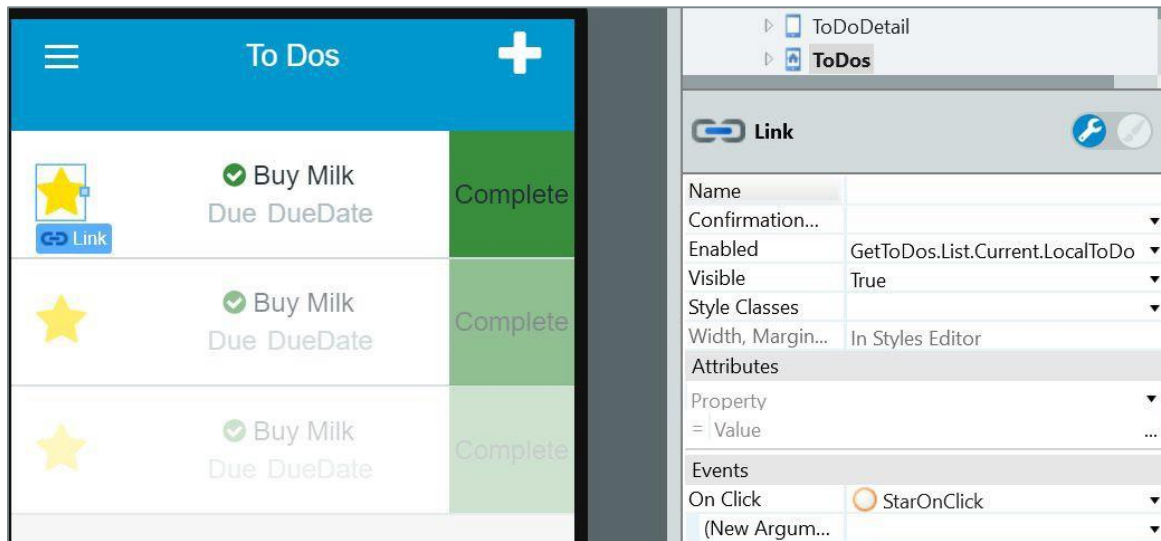 To Dos
Buy Milk
Due DueDate
Complete
Link
Buy Milk
Due DueDate
Complete
Buy Milk
Due DueDate
Complete
ToDoDetail
ToDos
Link
Name
Confirmation...
Enabled GetToDos.List.Current.LocalToDo
Visible True
Style Classes
Width, Margin... In Styles Editor
Attributes
Property
= Value ...
Events
On Click StarOnClick
(New Argum...